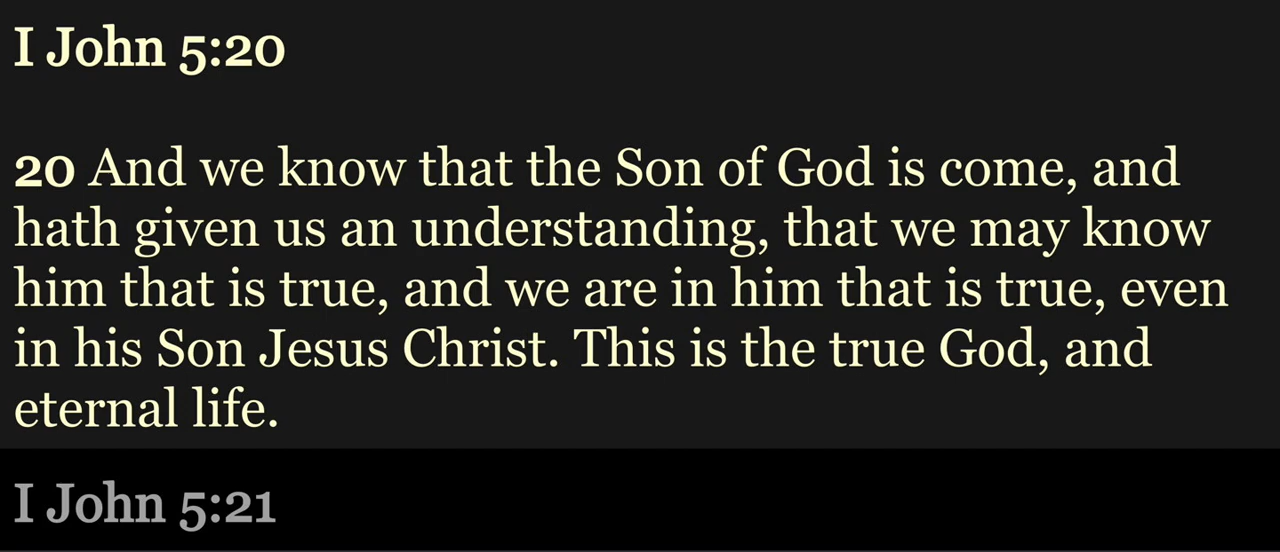 I John 5:20
20 And we know that the Son of God is come, and
hath given us an understanding, that we may know
him that is true, and we are in him that is true, even
in his Son Jesus Christ. This is the true God, and
eternal life.
I John 5:21